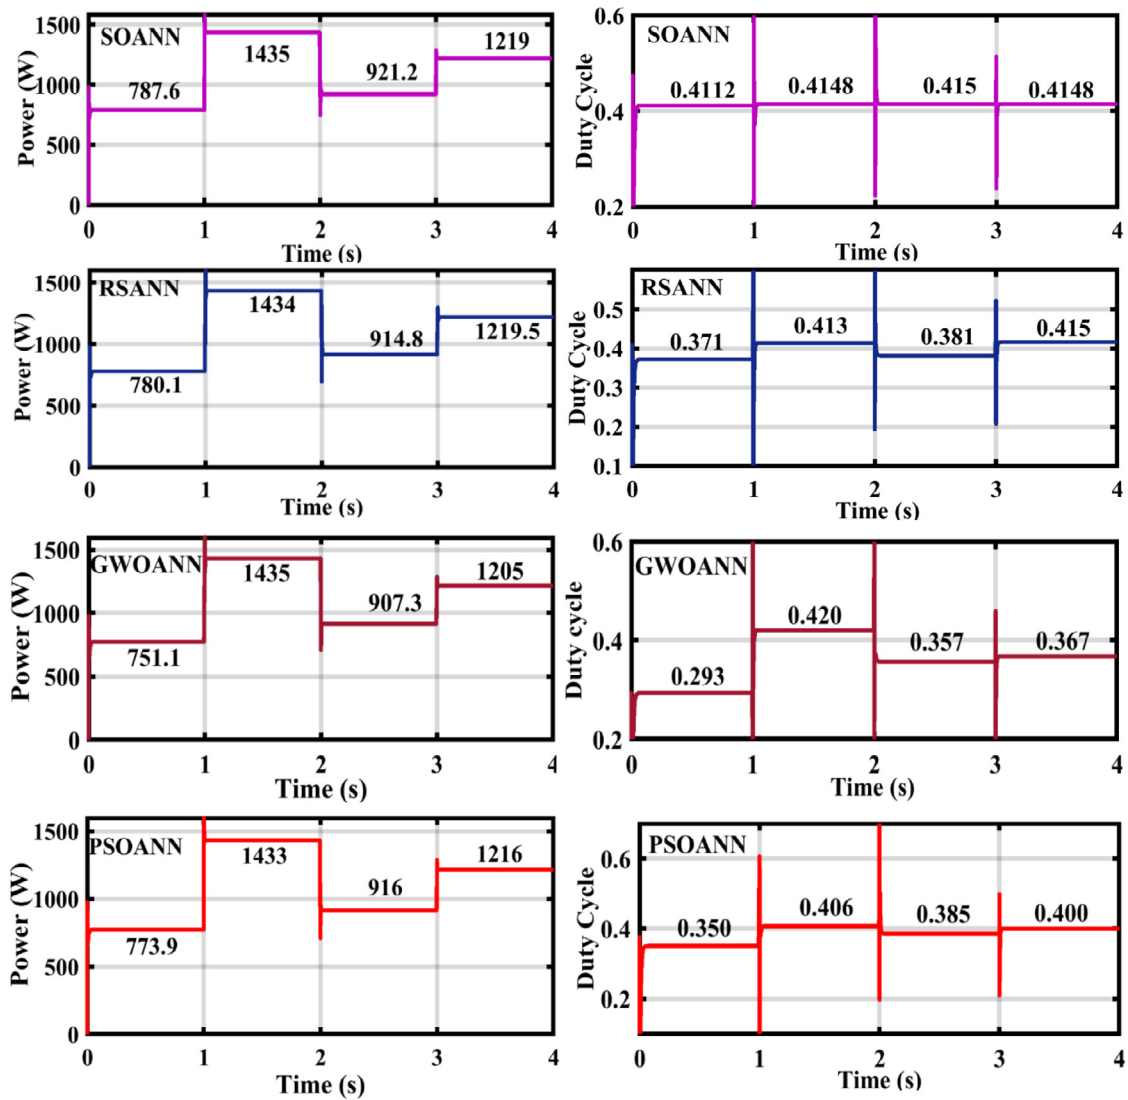 SOANN
Power (W)
1500
1000
500
0
787.6
1435
921.2
1219
0 1 2 3 4
Time (s)
SOANN
Duty Cycle
0.6
0.4
0.2
0.4112
0.4148
0.415
0.4148
0 1 2 3 4
Time (s)
RSANN
Power (W)
1500
1000
500
0
780.1
1434
914.8
1219.5
0 1 2 3 4
Time (s)
RSANN
Duty Cycle
0.5
0.4
0.3
0.2
0.1
0.371
0.413
0.381
0.415
0 1 2 3 4
Time (s)
GWOANN
Power (W)
1500
1000
500
0
751.1
1435
907.3
1205
0 1 2 3 4
Time (s)
GWOANN
Duty cycle
0.6
0.4
0.2
0.293
0.420
0.357
0.367
0 1 2 3 4
Time (s)
PSOANN
Power (W)
1500
1000
500
0
773.9
1433
916
1216
0 1 2 3 4
Time (s)
PSOANN
Duty Cycle
0.6
0.4
0.2
0.350
0.406
0.385
0.400
0 1 2 3 4
Time (s)